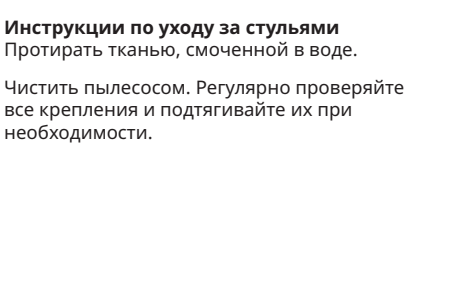 Инструкции по уходу за стульями
Протирать тканью, смоченной в воде.
Чистить пылесосом. Регулярно проверяйте
все крепления и подтягивайте их при
необходимости.